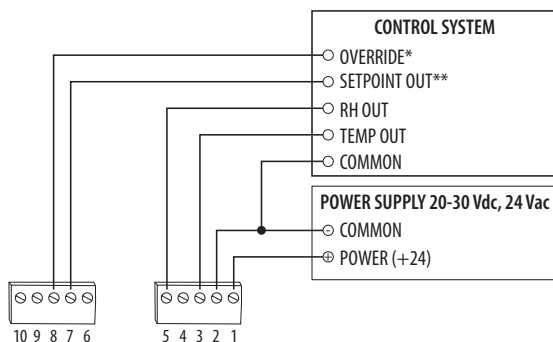 CONTROL SYSTEM
OVERRIDE*
SETPOINT OUT**
RH OUT
TEMP OUT
COMMON
POWER SUPPLY 20-30 Vdc, 24 Vac
COMMON
POWER (+24)
10 9 8 7 6 5 4 3 2 1